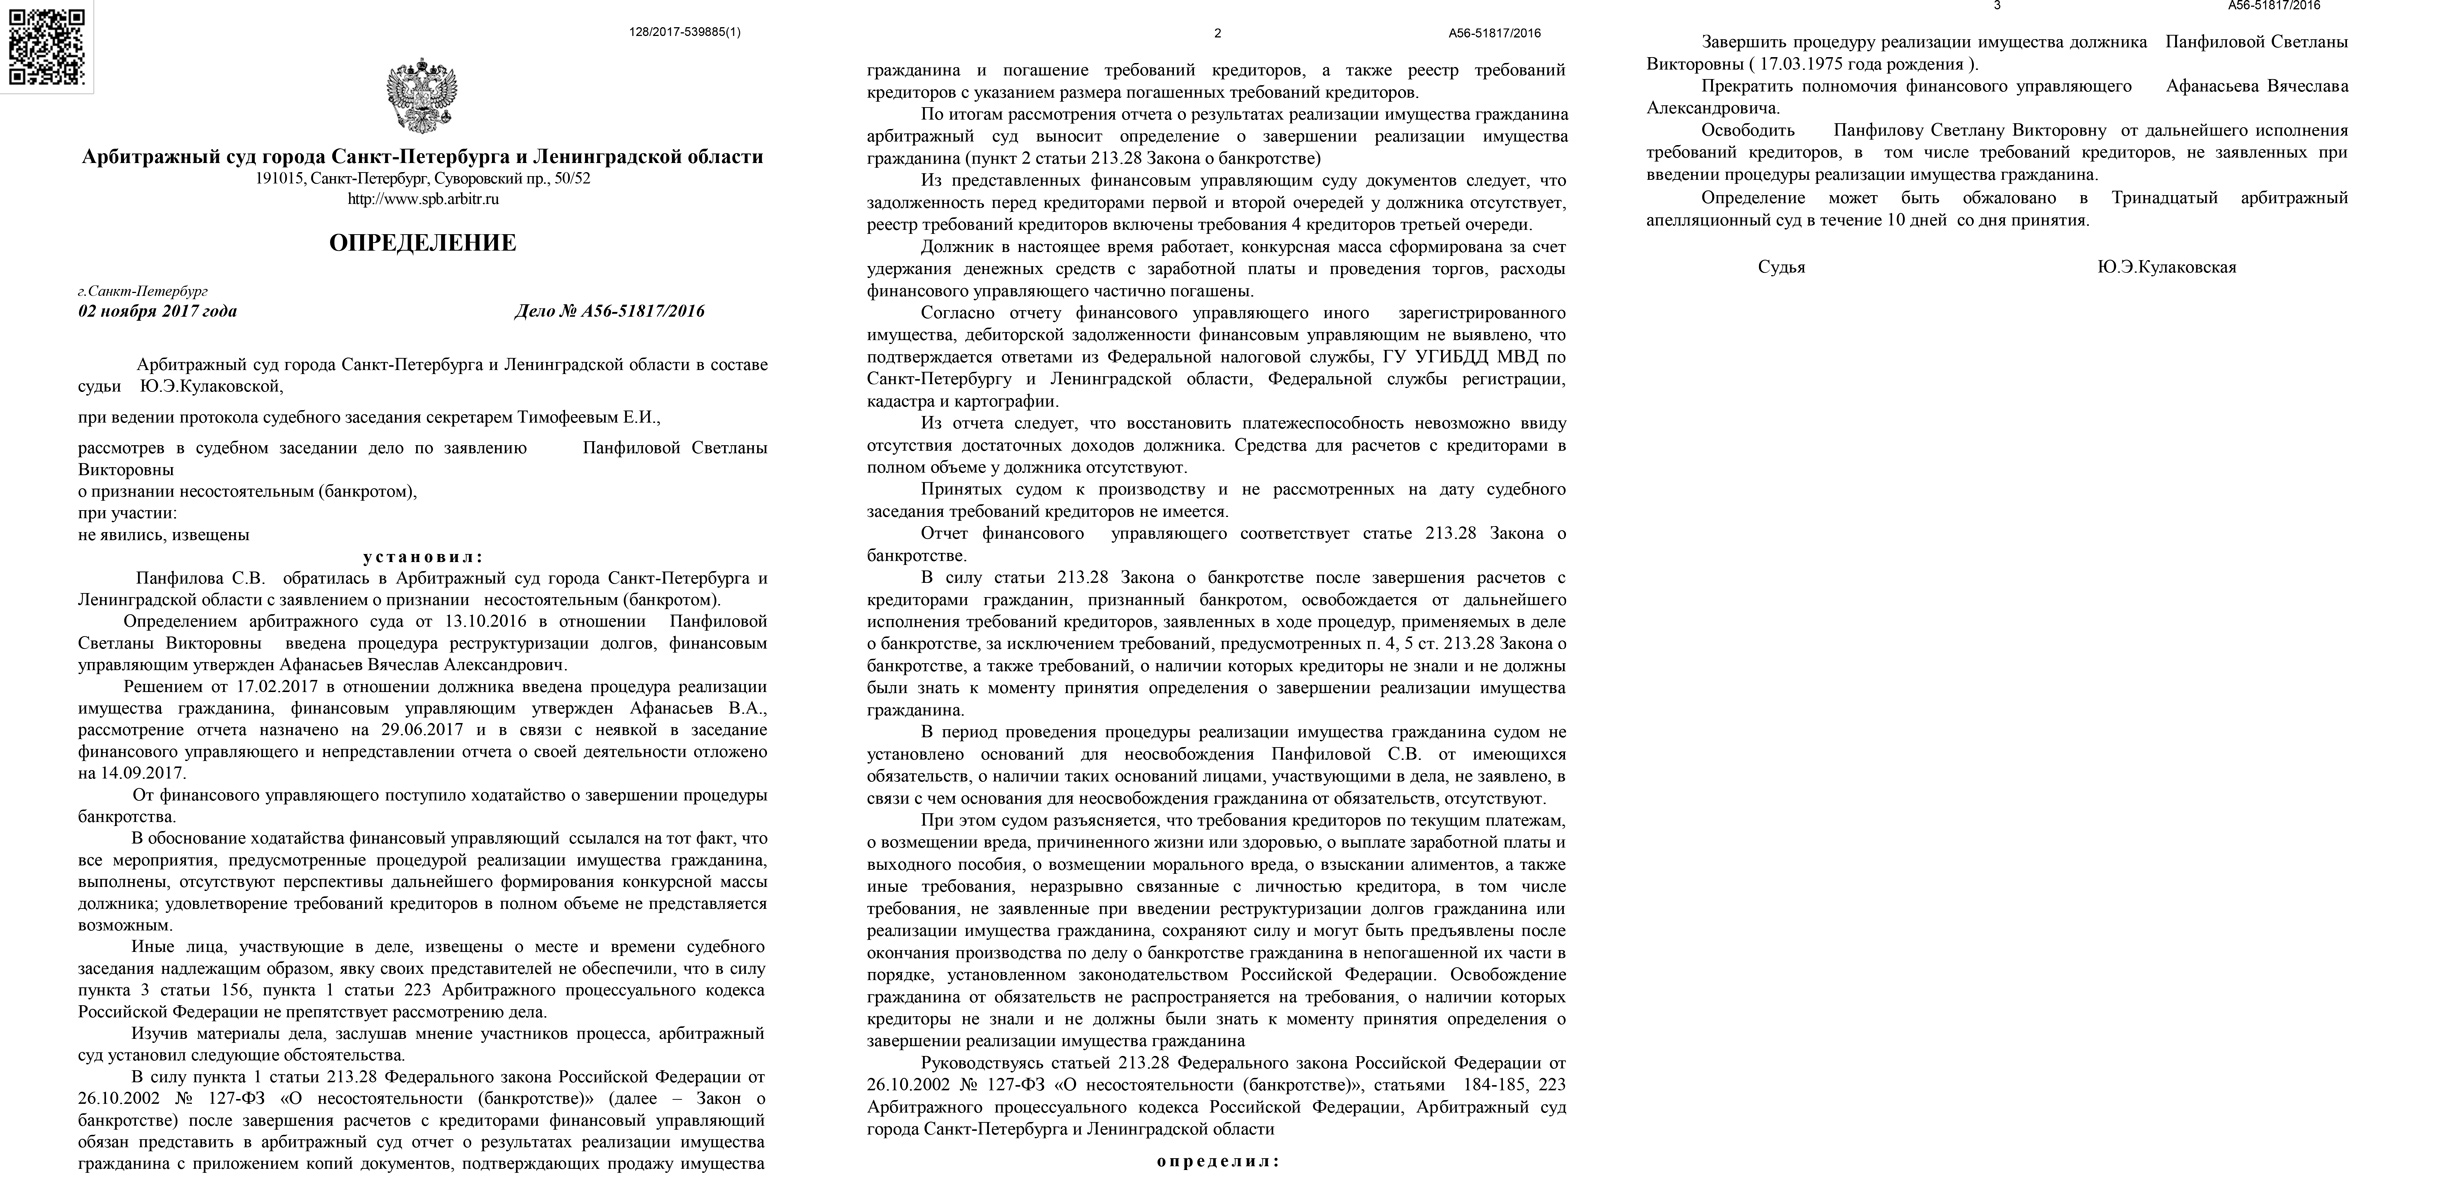 128/2017-539885(1)
Арбитражный суд города Санкт-Петербурга и Ленинградской области
191015, Санкт-Петербург, Суворовский пр., 50/52
http://www.spb.arbitr.ru
ОПРЕДЕЛЕНИЕ
г.Санкт-Петербург
02 ноября 2017 года Дело № А56-51817/2016
Арбитражный суд города Санкт-Петербурга и Ленинградской области в составе
судьи Ю.Э.Кулаковской,
при ведении протокола судебного заседания секретарем Тимофеевым Е.И.,
рассмотрев в судебном заседании дело по заявлению Панфиловой Светланы
Викторовны
о признании несостоятельным (банкротом),
при участии:
не явились, извещены
установил:
Панфилова С.В. обратилась в Арбитражный суд города Санкт-Петербурга и
Ленинградской области с заявлением о признании несостоятельным (банкротом).
Определением арбитражного суда от 13.10.2016 в отношении Панфиловой
Светланы Викторовны введена процедура реструктуризации долгов, финансовым
управляющим утвержден Афанасьев Вячеслав Александрович.
Решением от 17.02.2017 в отношении должника введена процедура реализации
имущества гражданина, финансовым управляющим утвержден Афанасьев В.А.,
рассмотрение отчета назначено на 29.06.2017 и в связи с неявкой в заседание
финансового управляющего и непредставлении отчета о своей деятельности отложено
на 14.09.2017.
От финансового управляющего поступило ходатайство о завершении процедуры
банкротства.
В обоснование ходатайства финансовый управляющий ссылался на тот факт, что
все мероприятия, предусмотренные процедурой реализации имущества гражданина,
выполнены, отсутствуют перспективы дальнейшего формирования конкурсной массы
должника; удовлетворение требований кредиторов в полном объеме не представляется
возможным.
Иные лица, участвующие в деле, извещены о месте и времени судебного
заседания надлежащим образом, явку своих представителей не обеспечили, что в силу
пункта 3 статьи 156, пункта 1 статьи 223 Арбитражного процессуального кодекса
Российской Федерации не препятствует рассмотрению дела.
Изучив материалы дела, заслушав мнение участников процесса, арбитражный
суд установил следующие обстоятельства.
В силу пункта 1 статьи 213.28 Федерального закона Российской Федерации от
26.10.2002 № 127-ФЗ «О несостоятельности (банкротстве)» (далее – Закон о
банкротстве) после завершения расчетов с кредиторами финансовый управляющий
обязан представить в арбитражный суд отчет о результатах реализации имущества
гражданина с приложением копий документов, подтверждающих продажу имущества
2 А56-51817/2016
гражданина и погашение требований кредиторов, а также реестр требований
кредиторов с указанием размера погашенных требований кредиторов.
По итогам рассмотрения отчета о результатах реализации имущества гражданина
арбитражный суд выносит определение о завершении реализации имущества
гражданина (пункт 2 статьи 213.28 Закона о банкротстве)
Из представленных финансовым управляющим суду документов следует, что
задолженность перед кредиторами первой и второй очередей у должника отсутствует,
реестр требований кредиторов включены требования 4 кредиторов третьей очереди.
Должник в настоящее время работает, конкурсная масса сформирована за счет
удержания денежных средств с заработной платы и проведения торгов, расходы
финансового управляющего частично погашены.
Согласно отчету финансового управляющего иного зарегистрированного
имущества, дебиторской задолженности финансовым управляющим не выявлено, что
подтверждается ответами из Федеральной налоговой службы, ГУ УГИБДД МВД по
Санкт-Петербургу и Ленинградской области, Федеральной службы регистрации,
кадастра и картографии.
Из отчета следует, что восстановить платежеспособность невозможно ввиду
отсутствия достаточных доходов должника. Средства для расчетов с кредиторами в
полном объеме у должника отсутствуют.
Принятых судом к производству и не рассмотренных на дату судебного
заседания требований кредиторов не имеется.
Отчет финансового управляющего соответствует статье 213.28 Закона о
банкротстве.
В силу статьи 213.28 Закона о банкротстве после завершения расчетов с
кредиторами гражданин, признанный банкротом, освобождается от дальнейшего
исполнения требований кредиторов, заявленных в ходе процедур, применяемых в деле
о банкротстве, за исключением требований, предусмотренных п. 4, 5 ст. 213.28 Закона о
банкротстве, а также требований, о наличии которых кредиторы не знали и не должны
были знать к моменту принятия определения о завершении реализации имущества
гражданина.
В период проведения процедуры реализации имущества гражданина судом не
установлено оснований для неосвобождения Панфиловой С.В. от имеющихся
обязательств, о наличии таких оснований лицами, участвующими в дела, не заявлено, в
связи с чем основания для неосвобождения гражданина от обязательств, отсутствуют.
При этом судом разъясняется, что требования кредиторов по текущим платежам,
о возмещении вреда, причиненного жизни или здоровью, о выплате заработной платы и
выходного пособия, о возмещении морального вреда, о взыскании алиментов, а также
иные требования, неразрывно связанные с личностью кредитора, в том числе
требования, не заявленные при введении реструктуризации долгов гражданина или
реализации имущества гражданина, сохраняют силу и могут быть предъявлены после
окончания производства по делу о банкротстве гражданина в непогашенной их части в
порядке, установленном законодательством Российской Федерации. Освобождение
гражданина от обязательств не распространяется на требования, о наличии которых
кредиторы не знали и не должны были знать к моменту принятия определения о
завершении реализации имущества гражданина
Руководствуясь статьей 213.28 Федерального закона Российской Федерации от
26.10.2002 № 127-ФЗ «О несостоятельности (банкротстве)», статьями 184-185, 223
Арбитражного процессуального кодекса Российской Федерации, Арбитражный суд
города Санкт-Петербурга и Ленинградской области
определил:
3 А56-51817/2016
Завершить процедуру реализации имущества должника Панфиловой Светланы
Викторовны ( 17.03.1975 года рождения ).
Прекратить полномочия финансового управляющего Афанасьева Вячеслава
Александровича.
Освободить Панфилову Светлану Викторовну от дальнейшего исполнения
требований кредиторов, в том числе требований кредиторов, не заявленных при
введении процедуры реализации имущества гражданина.
Определение может быть обжаловано в Тринадцатый арбитражный
апелляционный суд в течение 10 дней со дня принятия.
Судья Ю.Э.Кулаковская